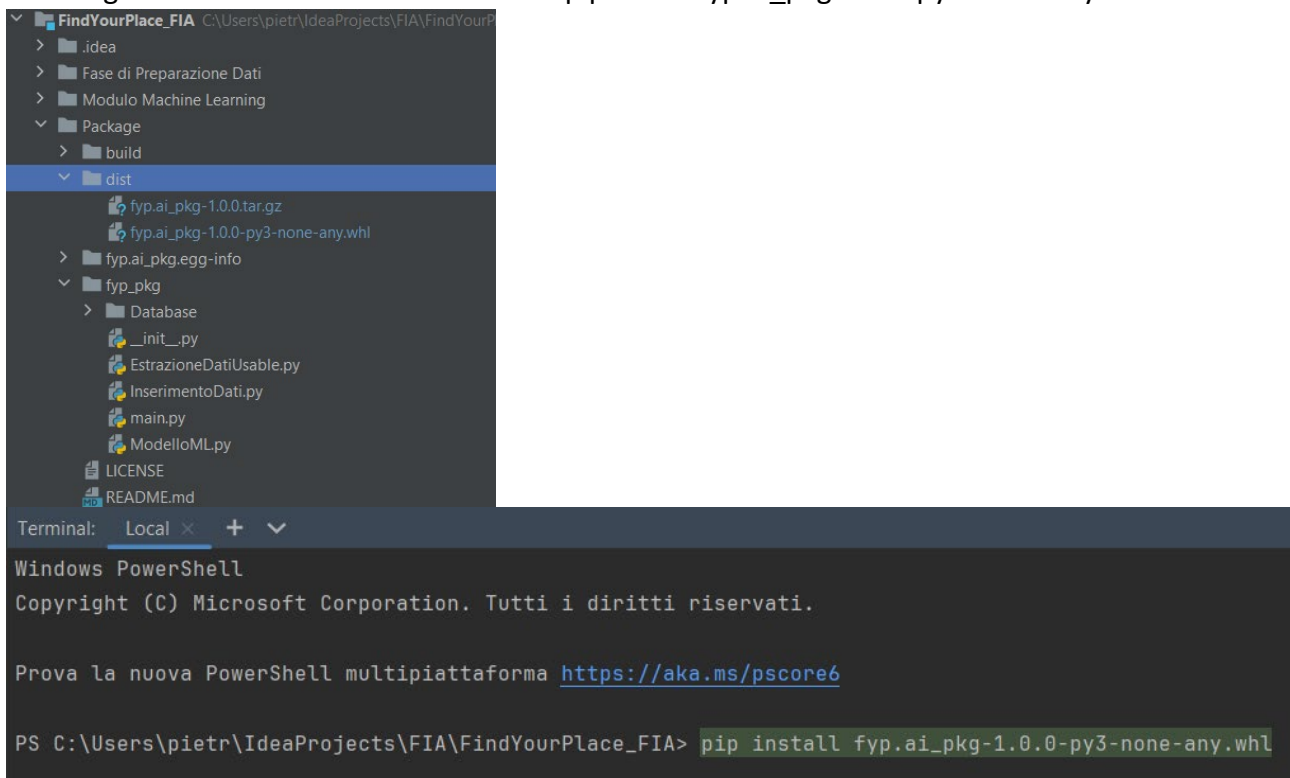 FindYourPlace_FIA C:\Users\pietr\IdeaProjects\FIA\FindYourP
.idea
Fase di Preparazione Dati
Modulo Machine Learning
Package
build
dist
fyp.ai_pkg-1.0.0.tar.gz
fyp.ai_pkg-1.0.0-py3-none-any.whl
fyp.ai_pkg.egg-info
fyp_pkg
Database
__init__.py
EstrazioneDatiUsable.py
InserimentoDati.py
main.py
ModelloML.py
LICENSE
README.md
Terminal: Local × +
Windows PowerShell
Copyright (C) Microsoft Corporation. Tutti i diritti riservati.
Prova la nuova PowerShell multipiattaforma https://aka.ms/pscore6
PS C:\Users\pietr\IdeaProjects\FIA\FindYourPlace_FIA> pip install fyp.ai_pkg-1.0.0-py3-none-any.whl